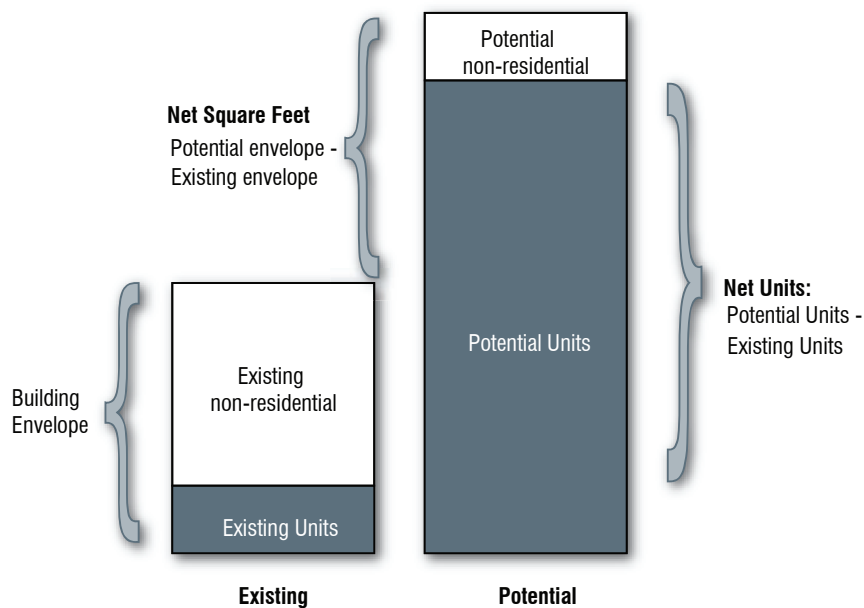 Potential
non-residential
Net Square Feet
Potential envelope -
Existing envelope
Net Units:
Potential Units -
Existing Units
Potential Units
Existing
non-residential
Building
Envelope
Existing Units
Existing
Potential